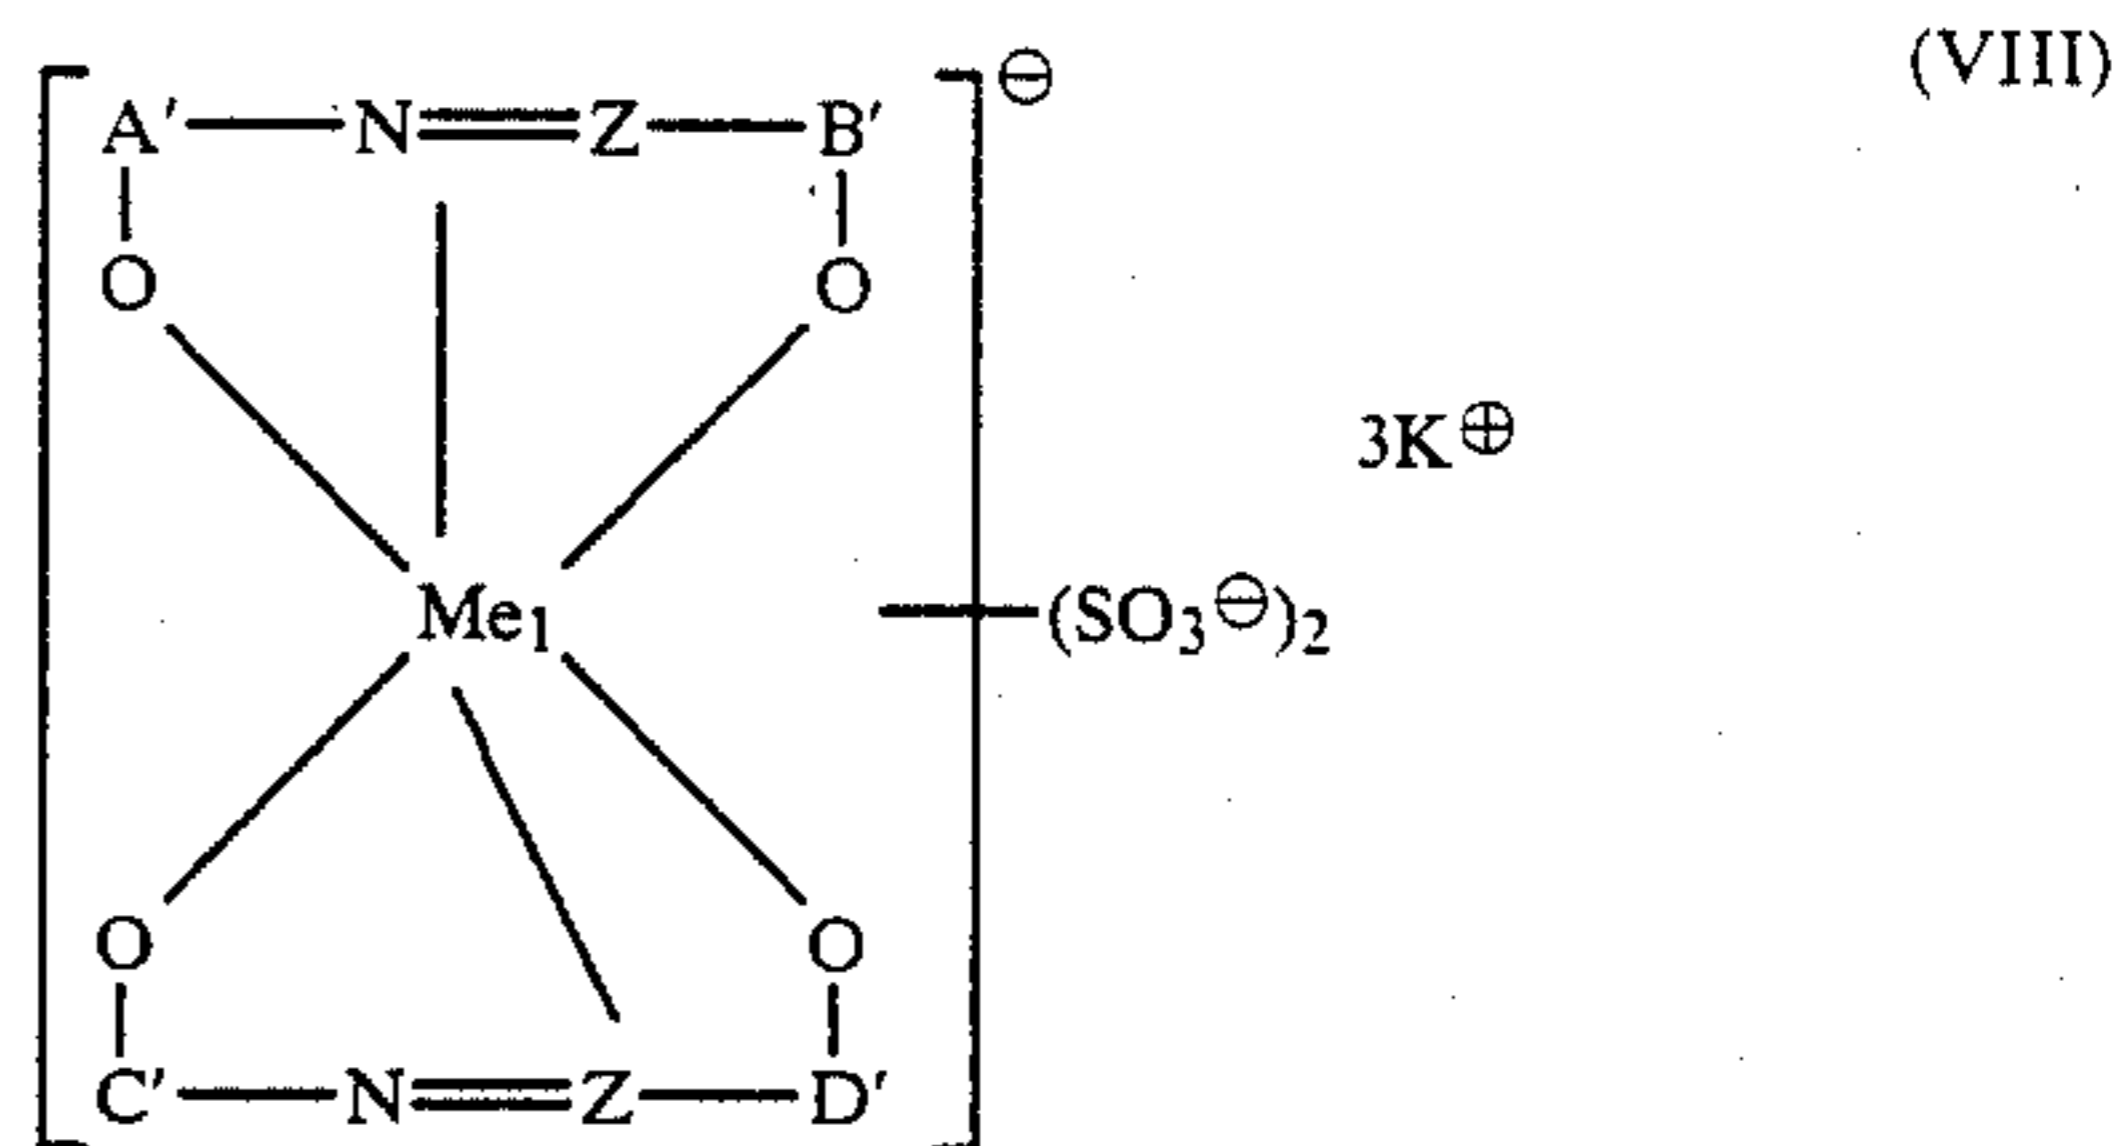 (VIII)
⊖
A'—N=Z—B'
O O
3K⊕
Me1 (SO3⊖)2
O O
C'—N=Z—D'